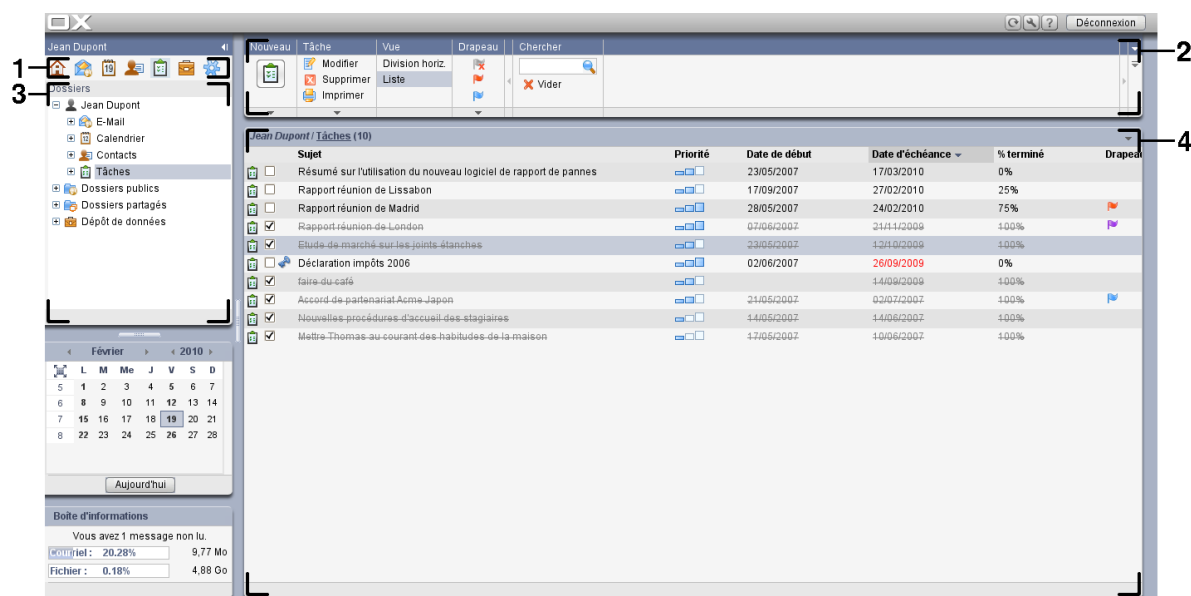 OX
Déconnexion
Jean Dupont
Nouveau Tâche Vue Drapeau Chercher
1
2
3
4
Modifier Division horiz.
Supprimer Liste
Imprimer
Vider
Dossiers
Jean Dupont
E-Mail
Calendrier
Contacts
Tâches
Dossiers publics
Dossiers partagés
Dépôt de données
Jean Dupont / Tâches (10)
Sujet Priorité Date de début Date d'échéance % terminé Drapeau
Résumé sur l'utilisation du nouveau logiciel de rapport de pannes 23/05/2007 17/03/2010 0%
Rapport réunion de Lissabon 17/09/2007 27/02/2010 25%
Rapport réunion de Madrid 28/05/2007 24/02/2010 75%
Rapport réunion de London 07/06/2007 21/11/2009 100%
Etude de marché sur les joints étanches 23/05/2007 12/10/2009 100%
Déclaration impôts 2006 02/06/2007 26/09/2009 0%
faire du café 14/09/2009 100%
Accord de partenariat Acme Japon 21/05/2007 02/07/2007 100%
Nouvelles procédures d'accueil des stagiaires 14/05/2007 14/06/2007 100%
Mettre Thomas au courant des habitudes de la maison 17/05/2007 10/06/2007 100%
Février 2010
L M Me J V S D
5 1 2 3 4 5 6 7
6 8 9 10 11 12 13 14
7 15 16 17 18 19 20 21
8 22 23 24 25 26 27 28
Aujourd'hui
Boîte d'informations
Vous avez 1 message non lu.
Courriel : 20.28% 9,77 Mo
Fichier : 0.18% 4,88 Go